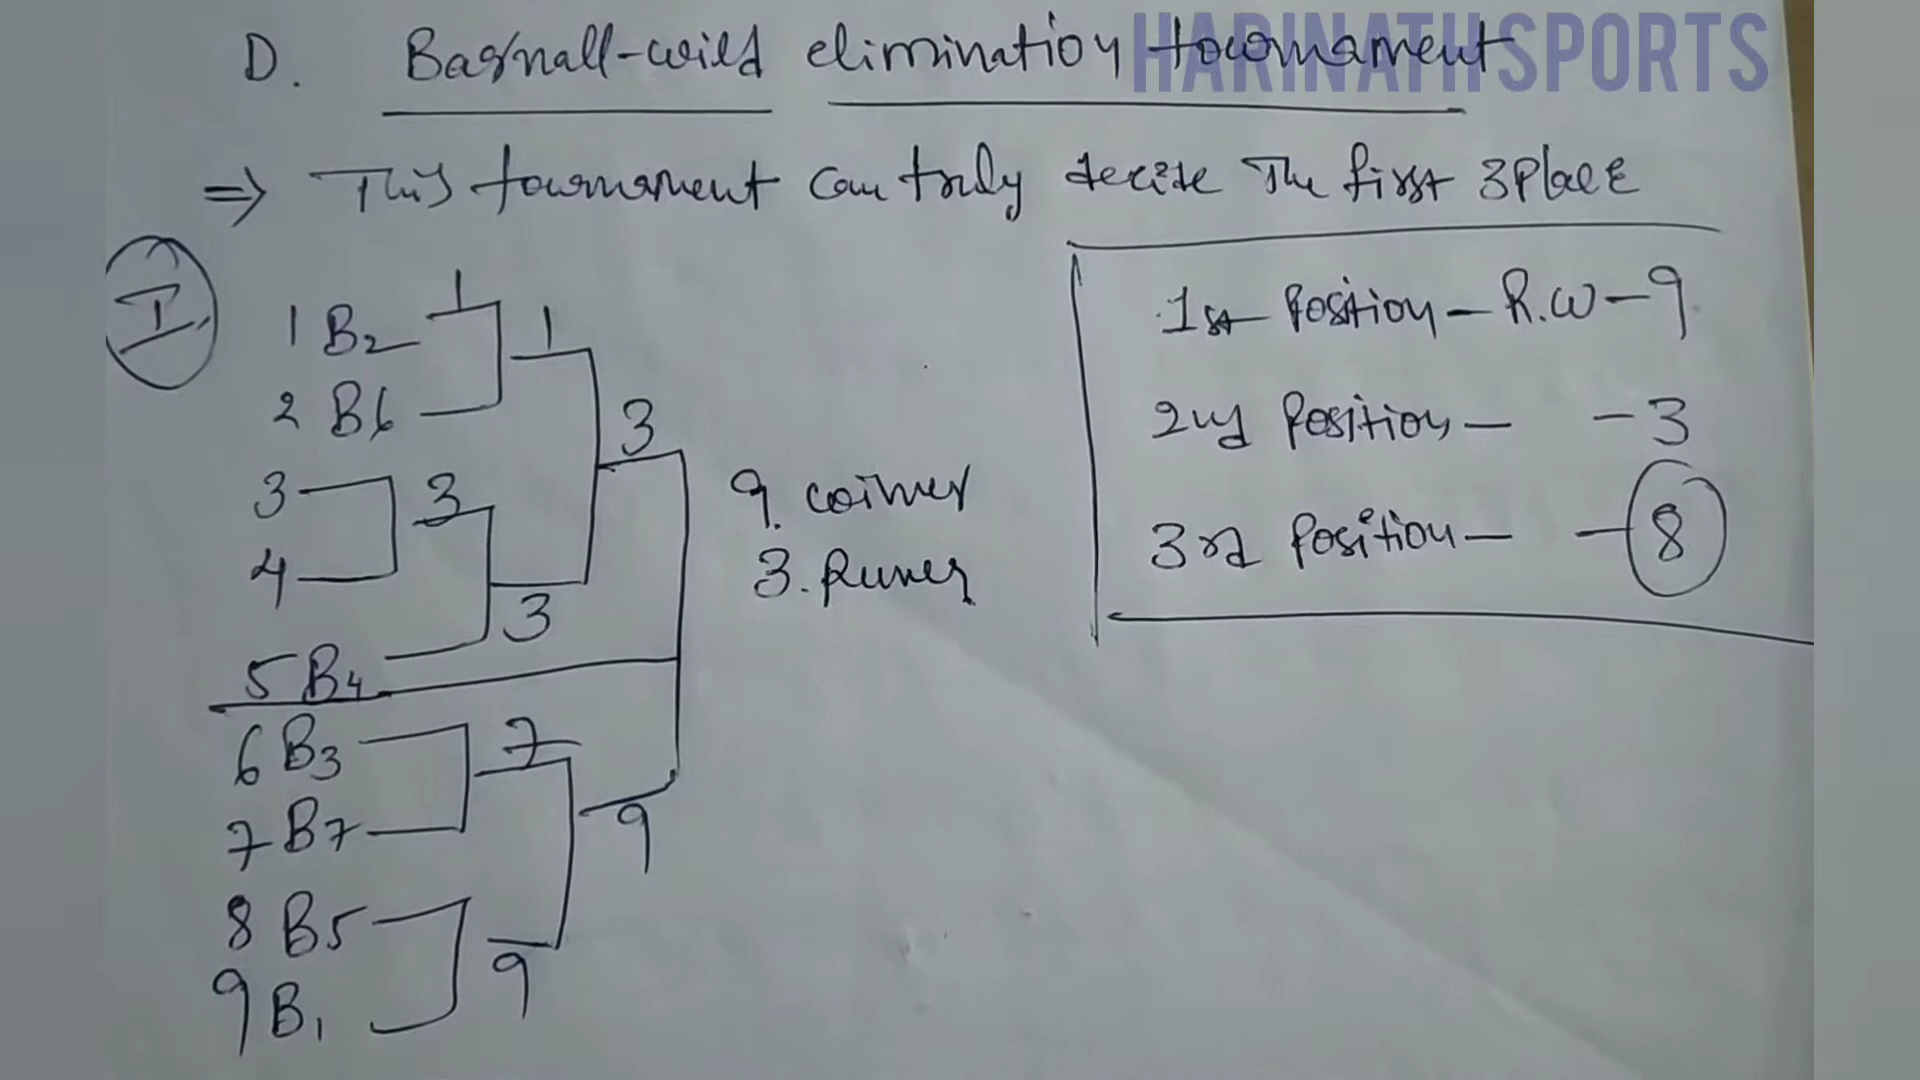 HARINATHSPORTS
D. Bagnall-wild elimination tournament
⇒ This tournament can truly decide The first 3 place
I
1 B2 1
1
2 B6
3
3 3
4
3
5 B4
6 B3
7
7 B7
9
8 B5
9
9 B1
9. winner
3. Runer
1st Position - R.W - 9
2nd Position - - 3
3rd Position - - 8